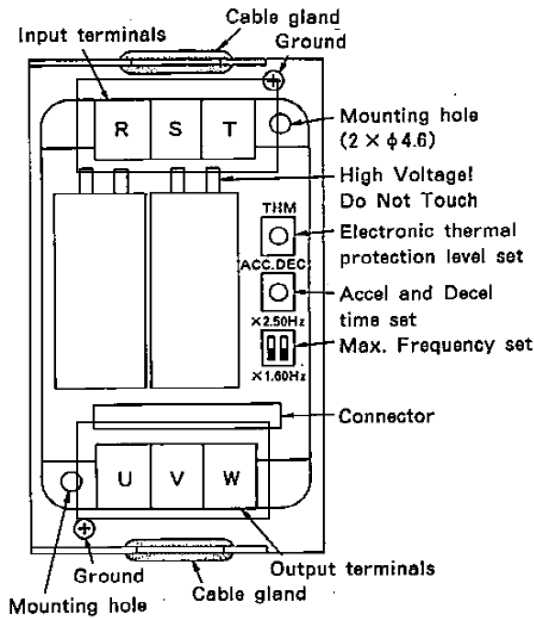 Cable gland
Input terminals
Ground
R S T
Mounting hole
(2 × φ4.6)
High Voltage!
Do Not Touch
THM
Electronic thermal
protection level set
ACC.DEC
Accel and Decel
time set
×2.50Hz
Max. Frequency set
×1.60Hz
Connector
U V W
Output terminals
Ground
Cable gland
Mounting hole